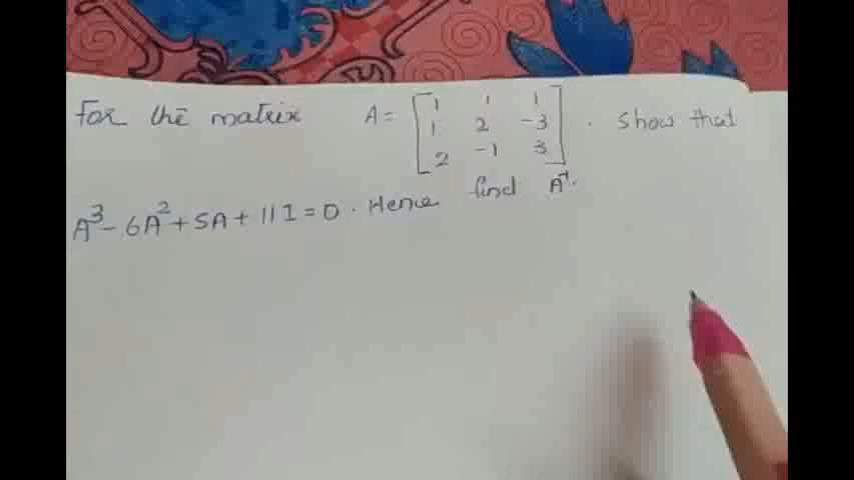 For the matrix A = [ 1 1 1 . Show that
1 2 -3
2 -1 3 ]
A³ - 6A² + 5A + 11I = 0. Hence find A⁻¹.